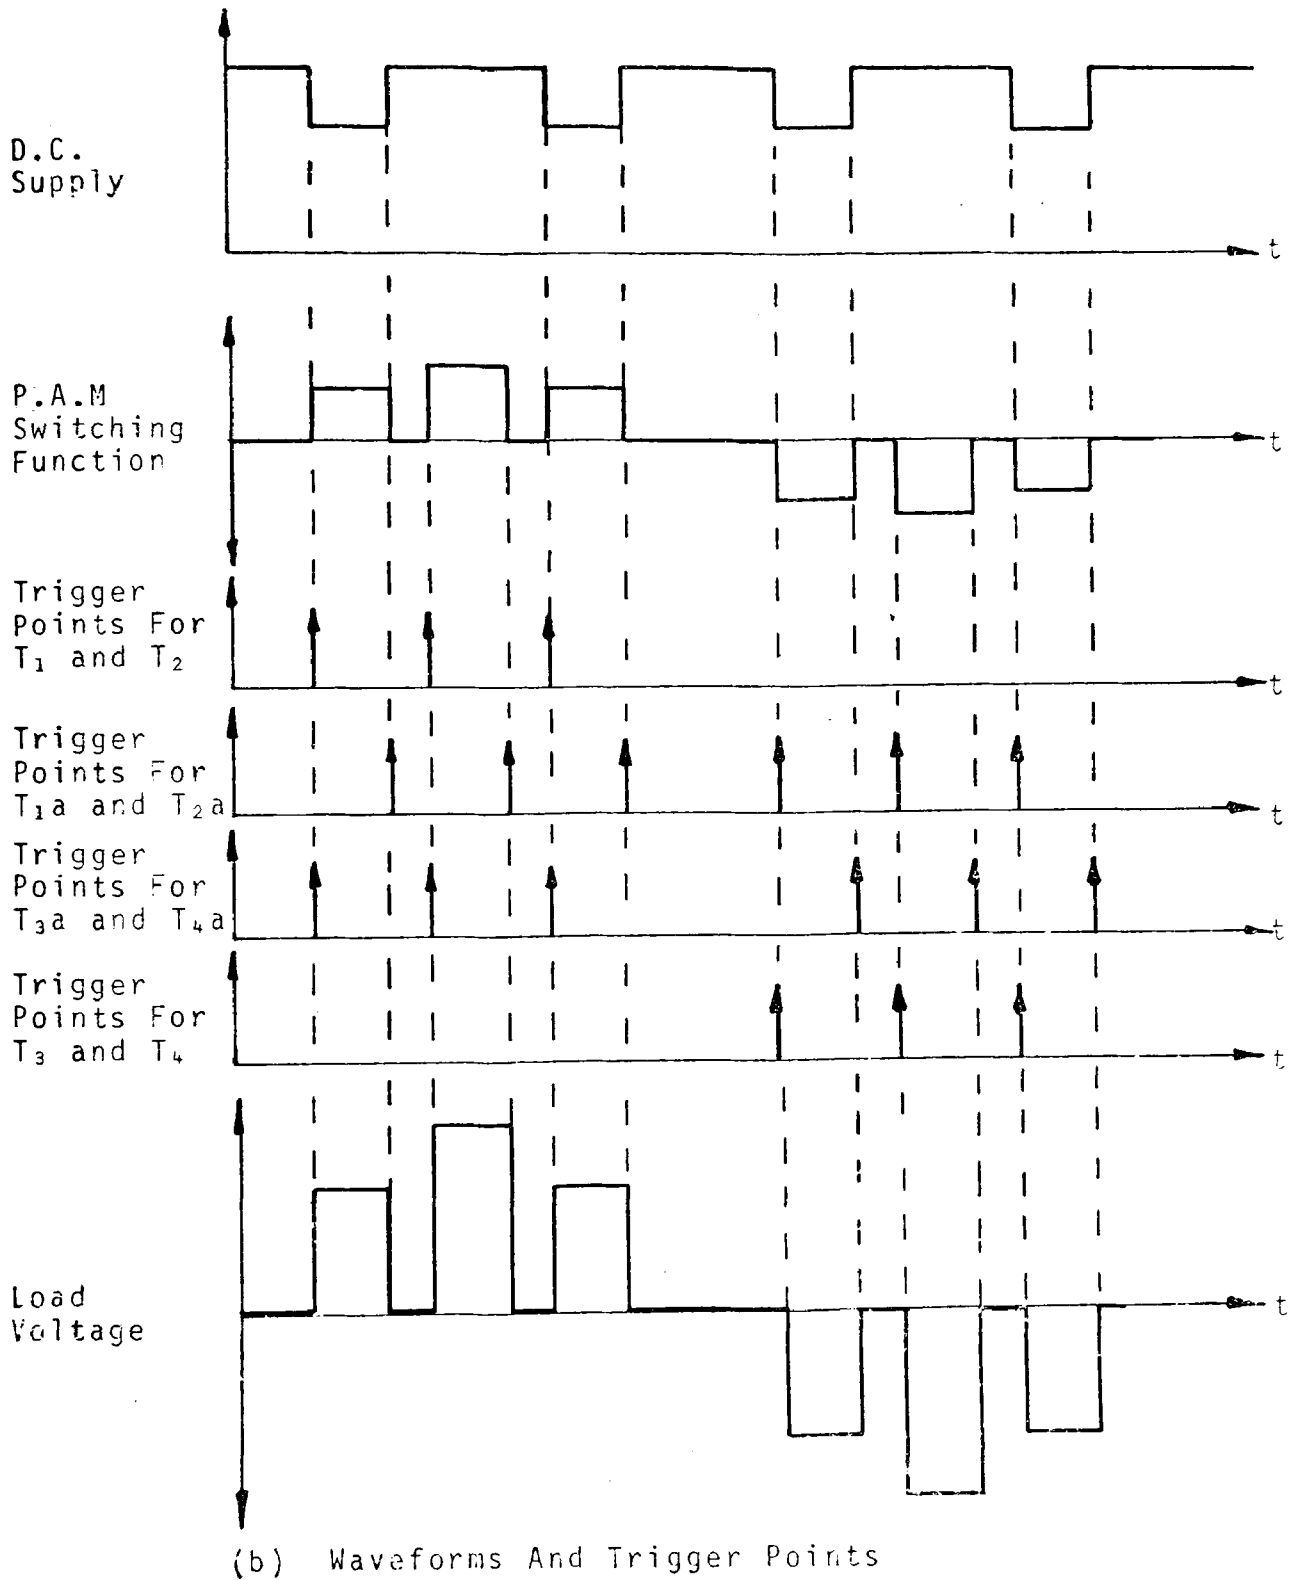 D.C.
Supply
t
P.A.M
Switching
Function
t
Trigger
Points For
T₁ and T₂
t
Trigger
Points For
T₁a and T₂a
t
Trigger
Points For
T₃a and T₄a
t
Trigger
Points For
T₃ and T₄
t
Load
Voltage
t
(b) Waveforms And Trigger Points